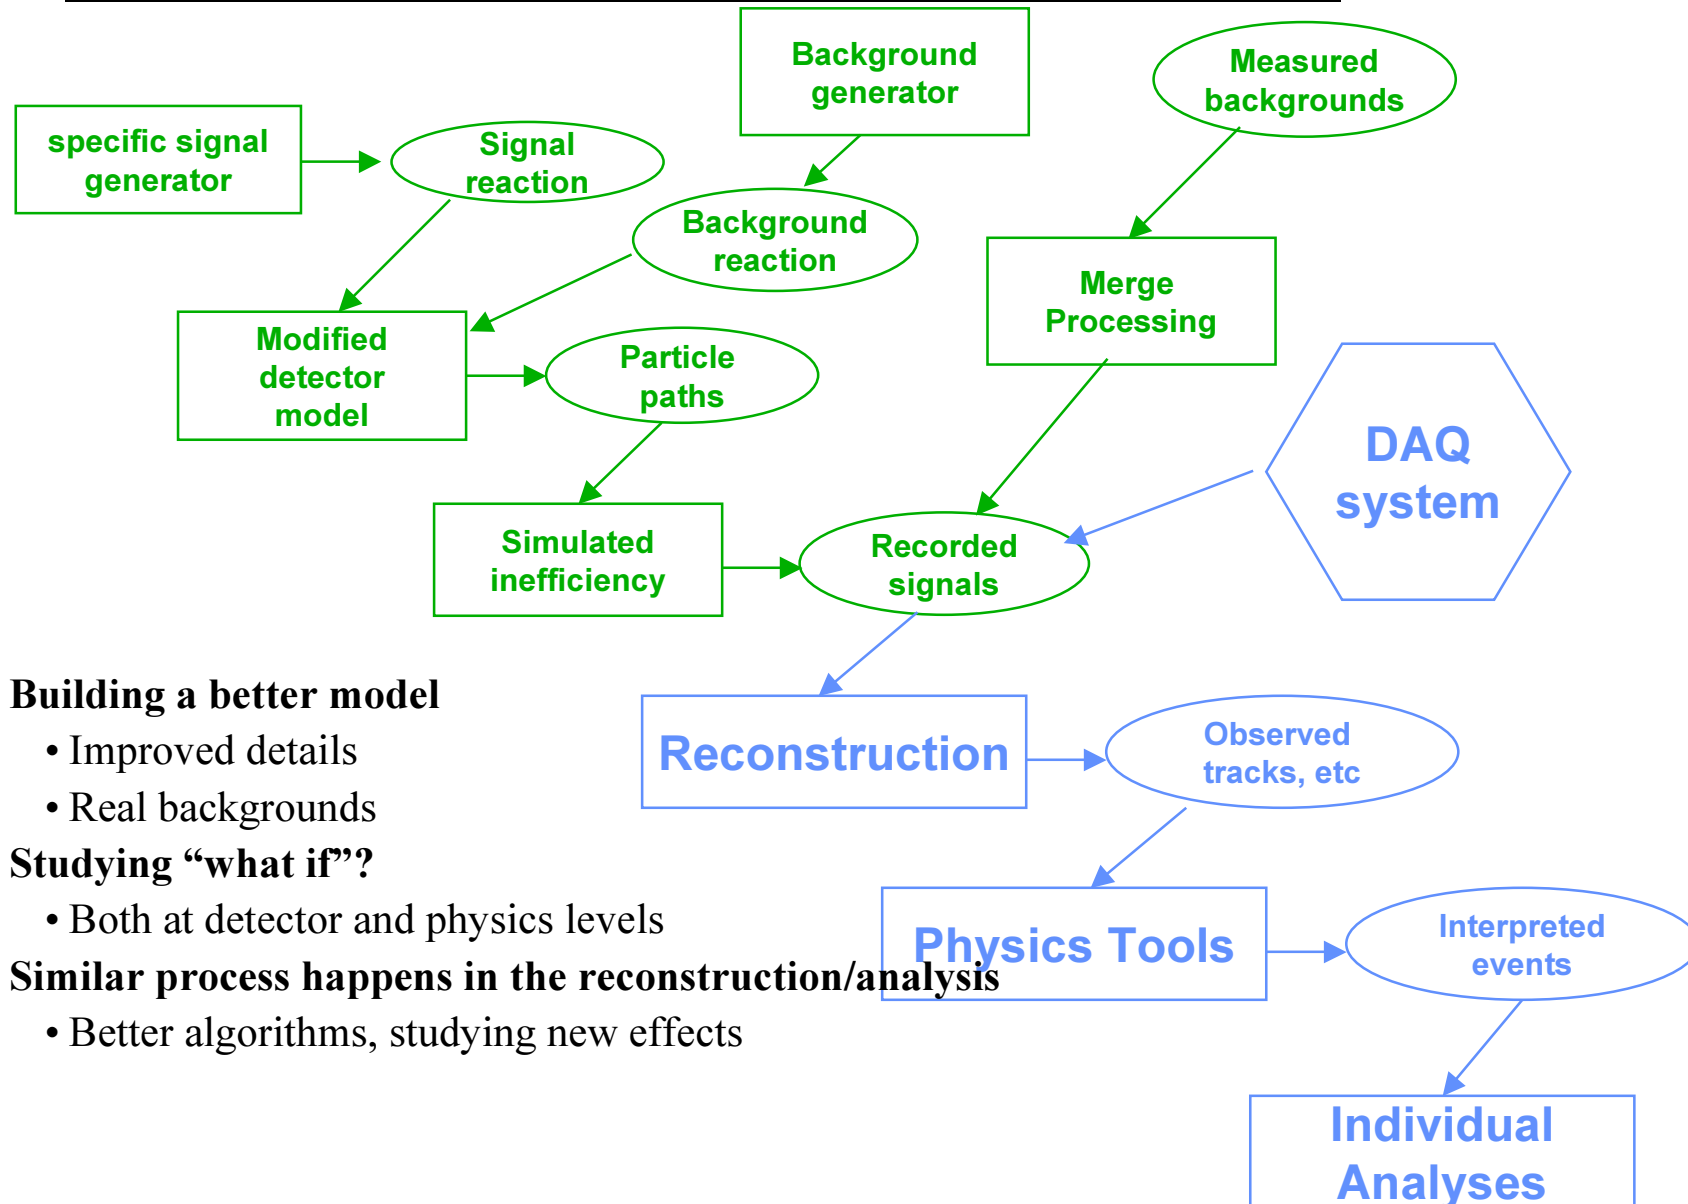 Background
generator
Measured
backgrounds
specific signal
generator
Signal
reaction
Background
reaction
Merge
Processing
Modified
detector
model
Particle
paths
DAQ
system
Simulated
inefficiency
Recorded
signals
Building a better model
• Improved details
• Real backgrounds
Studying “what if”?
• Both at detector and physics levels
Similar process happens in the reconstruction/analysis
• Better algorithms, studying new effects
Reconstruction
Observed
tracks, etc
Physics Tools
Interpreted
events
Individual
Analyses